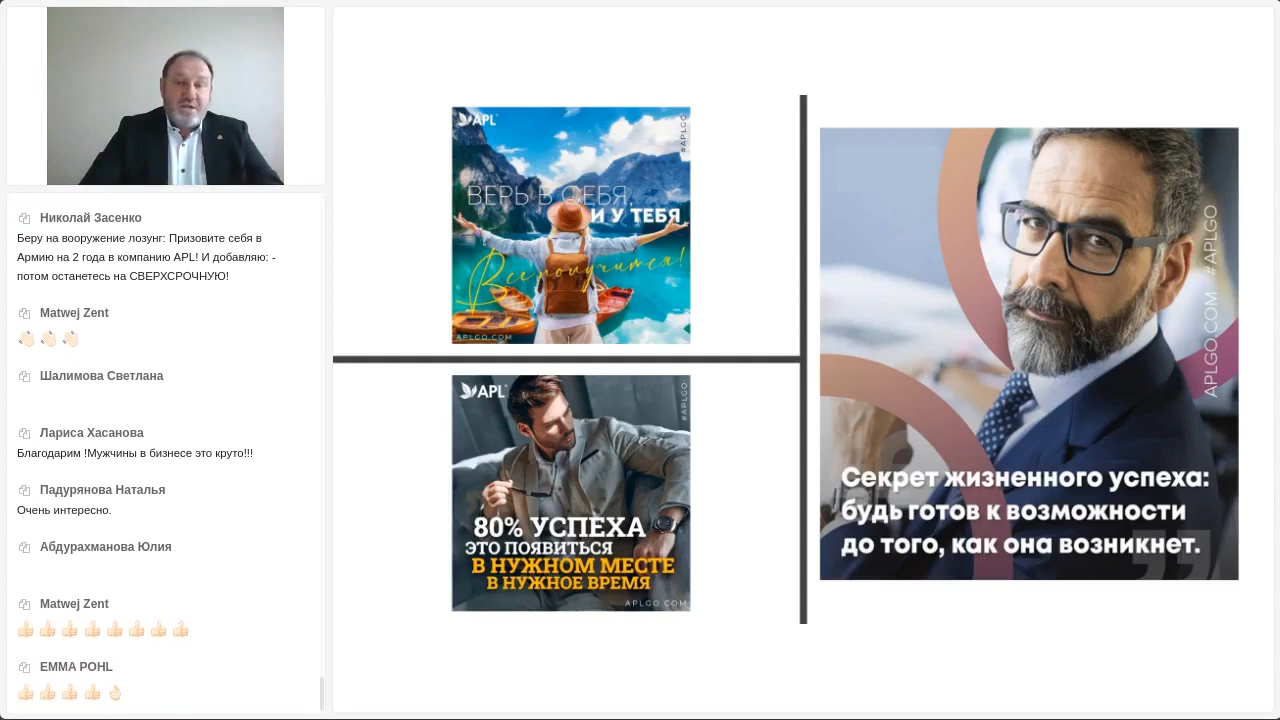 Николай Засенко
Беру на вооружение лозунг: Призовите себя в
Армию на 2 года в компанию APL! И добавляю: -
потом останетесь на СВЕРХСРОЧНУЮ!
Matwej Zent
Шалимова Светлана
Лариса Хасанова
Благодарим !Мужчины в бизнесе это круто!!!
Падурянова Наталья
Очень интересно.
Абдурахманова Юлия
Matwej Zent
EMMA POHL
APL
#APLGO
ВЕРЬ В СЕБЯ,
И У ТЕБЯ
Все получится!
APLGO.COM
APL
#APLGO
80% УСПЕХА
ЭТО ПОЯВИТЬСЯ
В НУЖНОМ МЕСТЕ
В НУЖНОЕ ВРЕМЯ
APLGO.COM
APLGO.COM #APLGO
Секрет жизненного успеха:
будь готов к возможности
до того, как она возникнет.